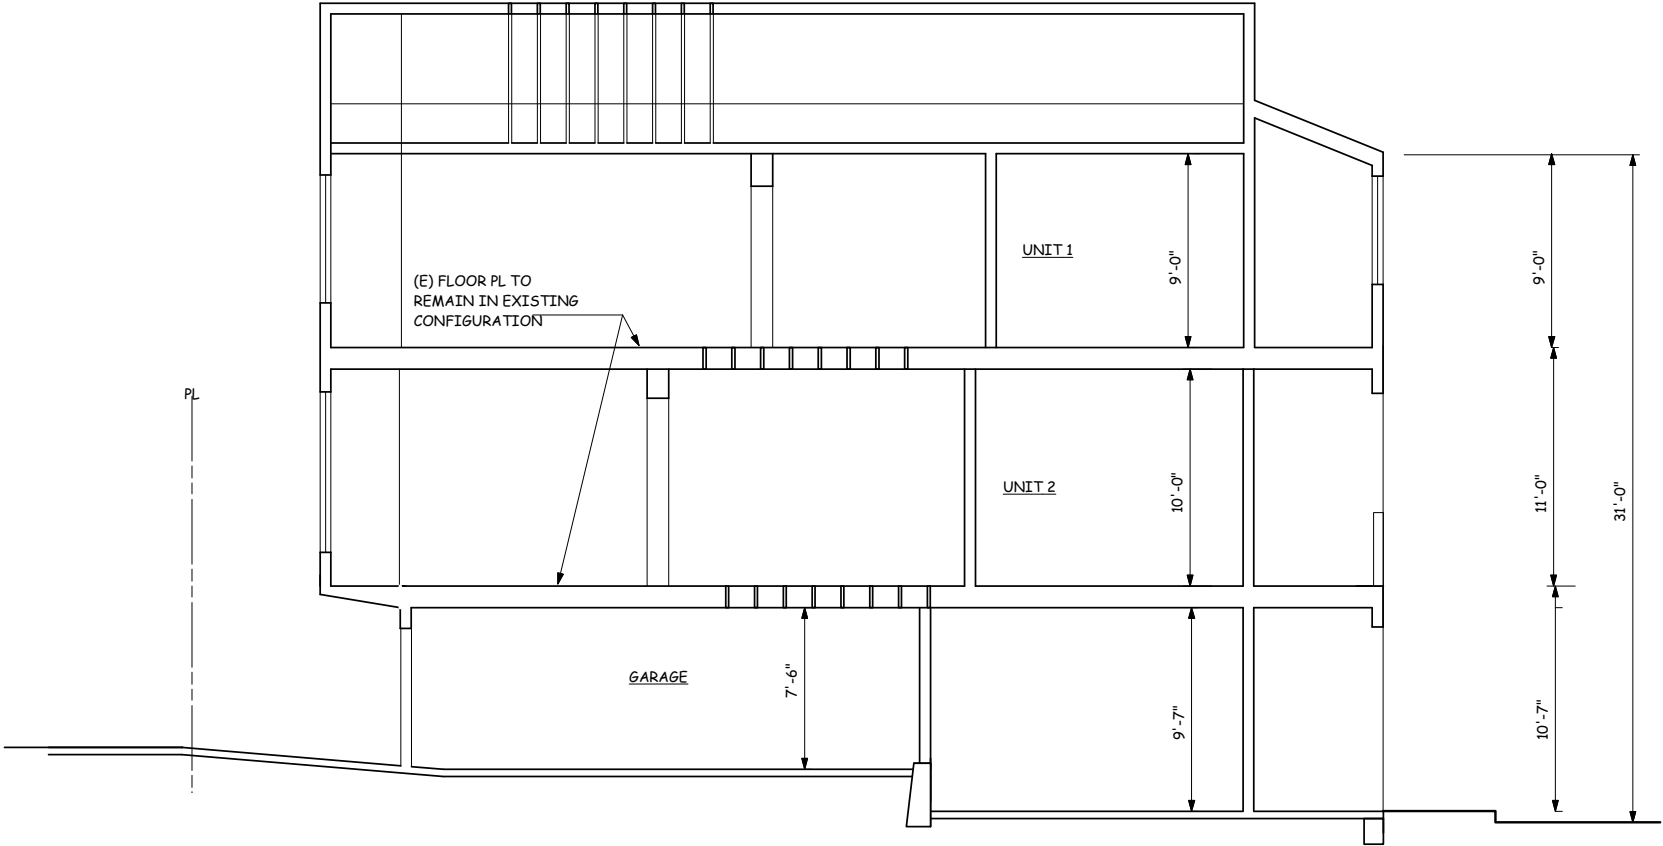 UNIT 1
9'-0"
9'-0"
(E) FLOOR PL TO
REMAIN IN EXISTING
CONFIGURATION
PL
UNIT 2
10'-0"
11'-0"
31'-0"
GARAGE
7'-6"
9'-7"
10'-7"